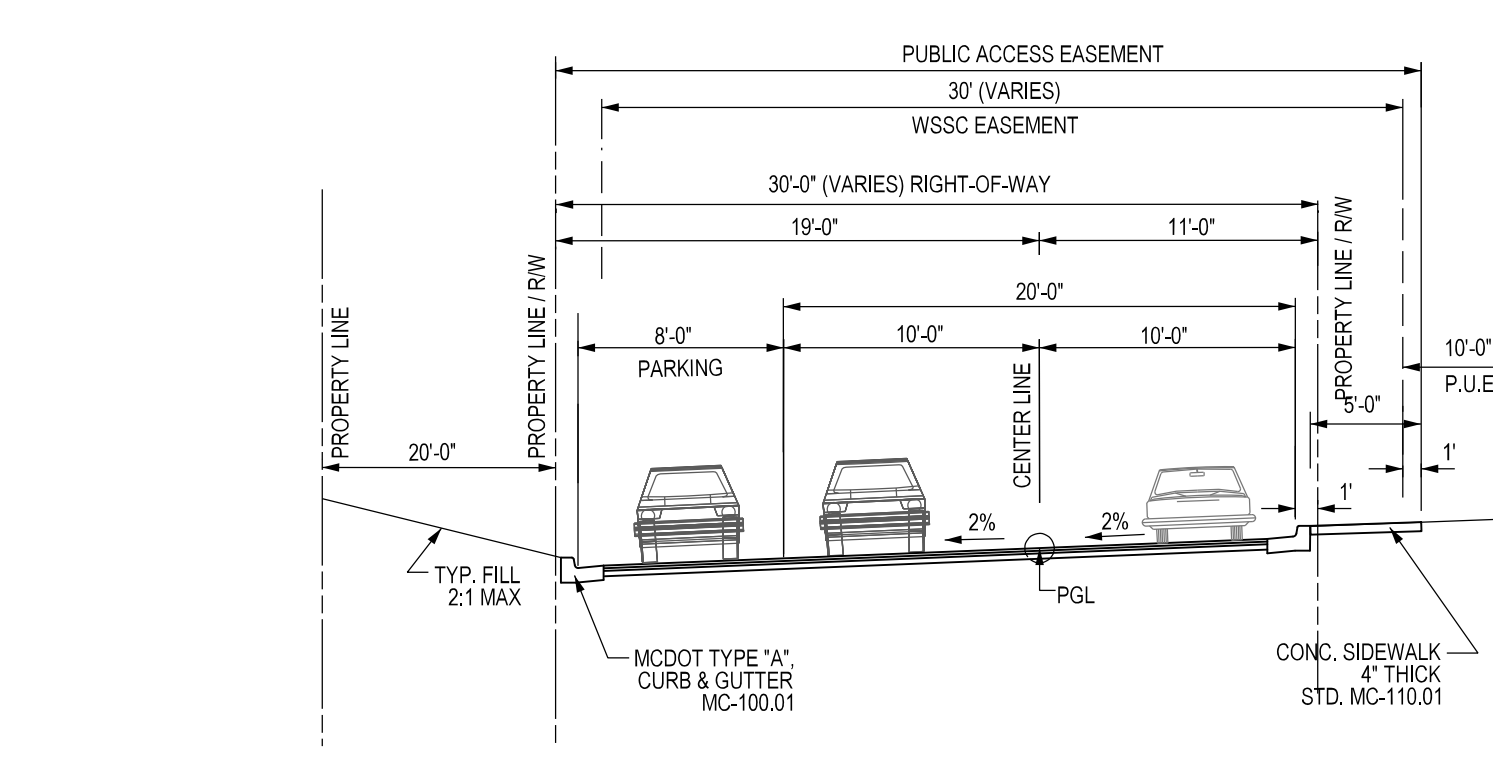 PUBLIC ACCESS EASEMENT
30' (VARIES)
WSSC EASEMENT
30'-0" (VARIES) RIGHT-OF-WAY
19'-0"
11'-0"
20'-0"
8'-0"
PARKING
10'-0"
10'-0"
PROPERTY LINE
PROPERTY LINE / R/W
CENTER LINE
PROPERTY LINE / R/W
10'-0"
P.U.E
5'-0"
20'-0"
1'
1'
2%
2%
TYP. FILL
2:1 MAX
PGL
MCDOT TYPE "A",
CURB & GUTTER
MC-100.01
CONC. SIDEWALK
4" THICK
STD. MC-110.01